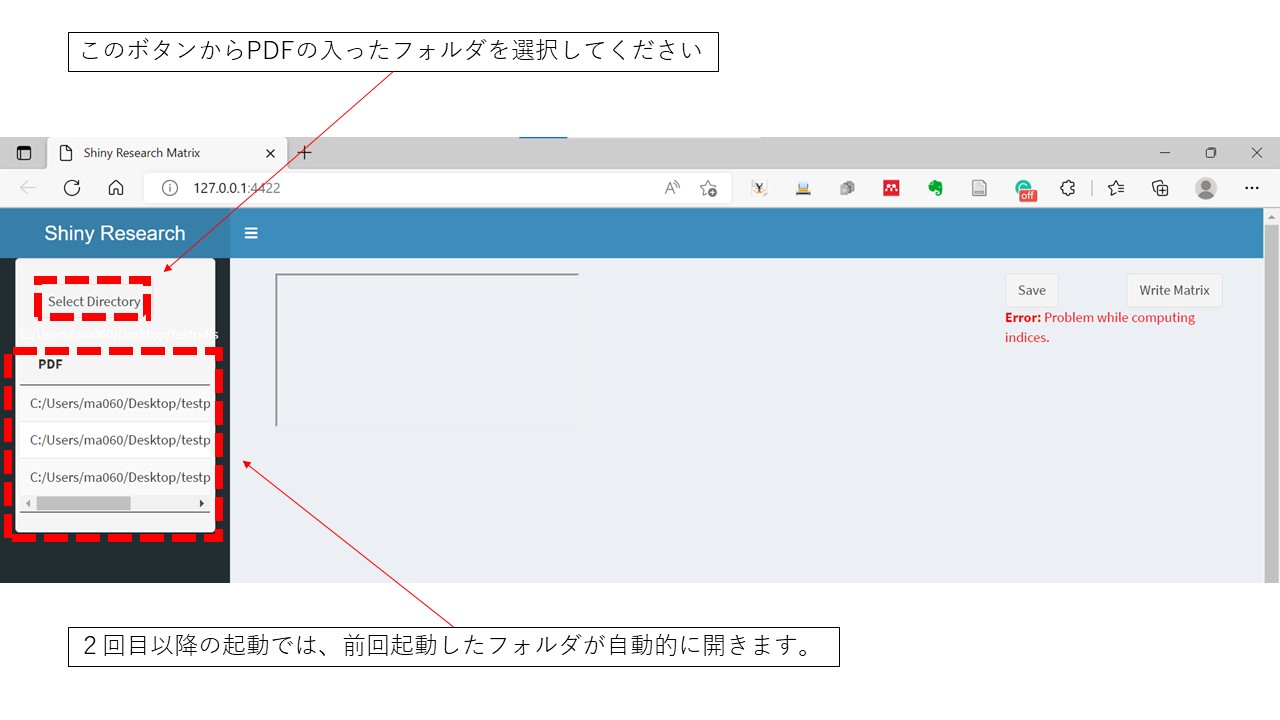 このボタンからPDFの入ったフォルダを選択してください
Shiny Research Matrix
127.0.0.1:4422
off
Shiny Research
Select Directory
C:/Users/ma060/Desktop/testpdfs
PDF
C:/Users/ma060/Desktop/testp
C:/Users/ma060/Desktop/testp
C:/Users/ma060/Desktop/testp
Save
Write Matrix
Error: Problem while computing
indices.
２回目以降の起動では、前回起動したフォルダが自動的に開きます。